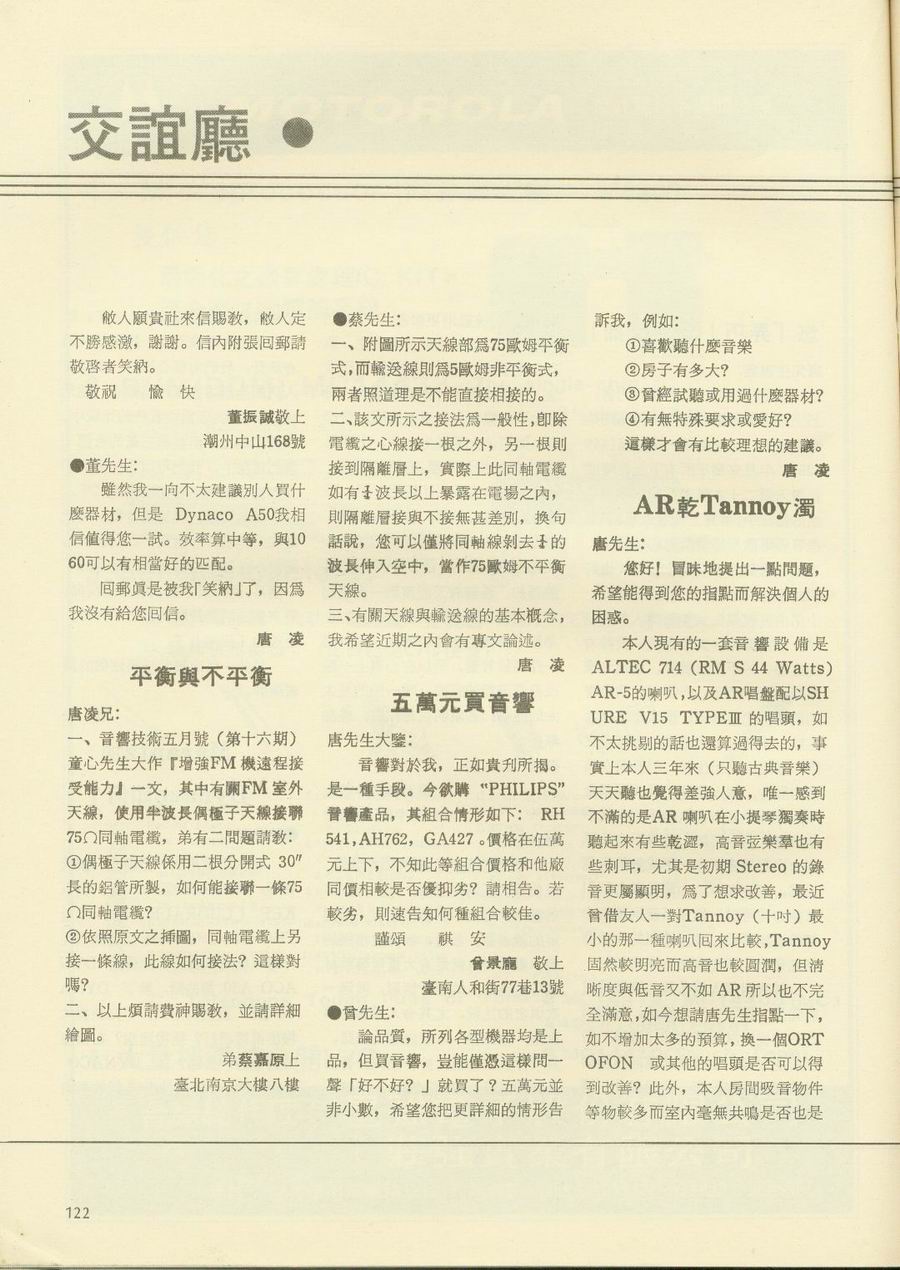 交誼廳●
敝人願貴社來信賜教，敝人定
不勝感激，謝謝。信內附張回郵請
敬啓者笑納。
敬祝　愉　快
董振誠敬上
潮州中山168號
●董先生：
雖然我一向不太建議別人買什
麼器材，但是 Dynaco A50我相
信值得您一試。效率算中等，與10
60可以有相當好的匹配。
回郵眞是被我「笑納」了，因爲
我沒有給您回信。
唐　凌
平衡與不平衡
唐凌兄：
一、音響技術五月號（第十六期）
童心先生大作『增強FM 機遠程接
受能力』一文，其中有關FM 室外
天線，使用半波長偶極子天線接聯
75Ω同軸電纜，弟有二問題請教：
①偶極子天線係用二根分開式 30″
長的鋁管所製，如何能接聯一條75
Ω同軸電纜？
②依照原文之插圖，同軸電纜上另
接一條線，此線如何接法？這樣對
嗎？
二、以上煩請費神賜教，並請詳細
繪圖。
弟蔡嘉原上
臺北南京大樓八樓
●蔡先生：
一、附圖所示天線部爲75歐姆平衡
式，而輸送線則爲5歐姆非平衡式，
兩者照道理是不能直接相接的。
二、該文所示之接法爲一般性，卽除
電纜之心線接一根之外，另一根則
接到隔離層上，實際上此同軸電纜
如有¼波長以上暴露在電場之內，
則隔離層接與不接無甚差別，換句
話說，您可以僅將同軸線剝去¼的
波長伸入空中，當作75歐姆不平衡
天線。
三、有關天線與輸送線的基本概念，
我希望近期之內會有專文論述。
唐　凌
五萬元買音響
唐先生大鑒：
音響對於我，正如貴刋所揭。
是一種手段。今欲購 “PHILIPS”
音響產品，其組合情形如下： RH
541,AH762，GA427。價格在伍萬
元上下，不知此等組合價格和他廠
同價相較是否優抑劣？請相告。若
較劣，則速告知何種組合較佳。
謹頌　祺　安
曾景龐　敬上
臺南人和街77巷13號
●曾先生：
論品質，所列各型機器均是上
品，但買音響，豈能僅憑這樣問一
聲「好不好？」就買了？五萬元並
非小數，希望您把更詳細的情形告
訴我，例如：
①喜歡聽什麼音樂
②房子有多大？
③曾經試聽或用過什麼器材？
④有無特殊要求或愛好？
這樣才會有比較理想的建議。
唐　凌
AR乾Tannoy濁
唐先生：
您好！冒昧地提出一點問題，
希望能得到您的指點而解決個人的
困惑。
本人現有的一套音響設備是
ALTEC 714 (RM S 44 Watts)
AR-5的喇叭，以及AR唱盤配以SH
URE V15 TYPEⅢ 的唱頭，如
不太挑剔的話也還算過得去的，事
實上本人三年來（只聽古典音樂）
天天聽也覺得差強人意，唯一感到
不滿的是AR 喇叭在小提琴獨奏時
聽起來有些乾澀，高音弦樂羣也有
些刺耳，尤其是初期 Stereo 的錄
音更屬顯明，爲了想求改善，最近
曾借友人一對Tannoy（十吋）最
小的那一種喇叭回來比較，Tannoy
固然較明亮而高音也較圓潤，但清
晰度與低音又不如 AR 所以也不完
全滿意，如今想請唐先生指點一下，
如不增加太多的預算，換一個ORT
OFON　或其他的唱頭是否可以得
到改善？此外，本人房間吸音物件
等物較多而室內毫無共鳴是否也是
122